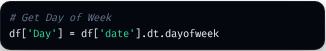 # Get Day of Week
df['Day'] = df['date'].dt.dayofweek